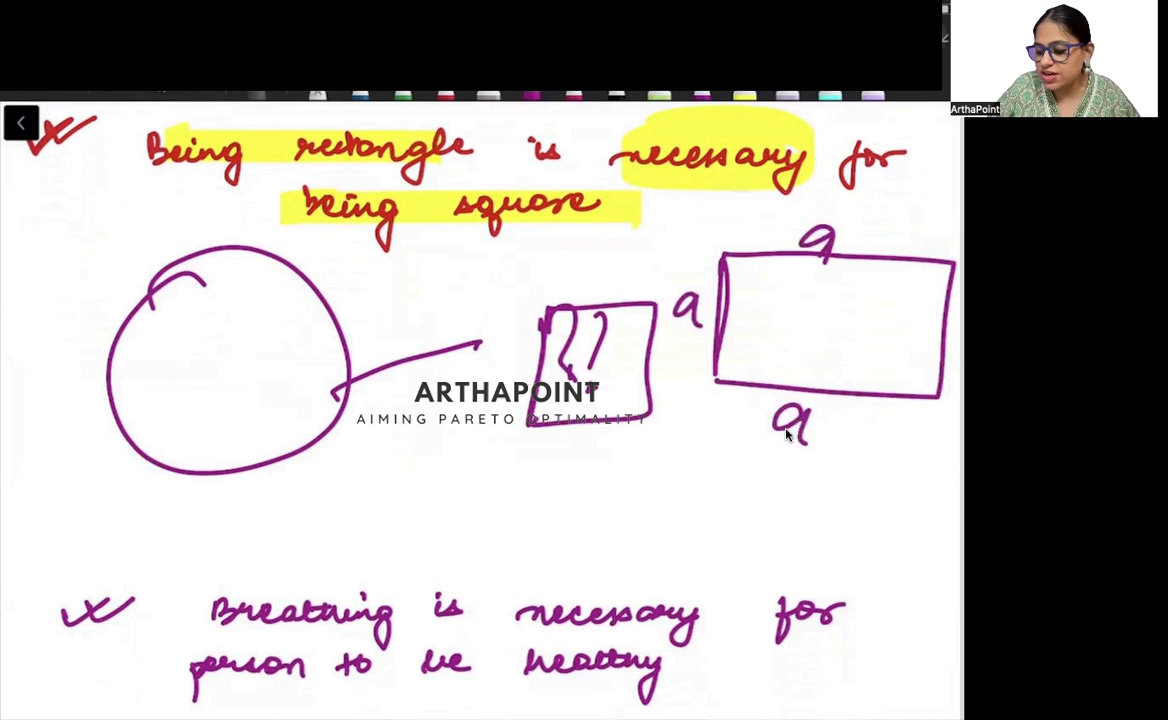 ArthaPoint
Being rectangle is necessary for
being square
a
a
??
ARTHAPOINT
AIMING PARETO OPTIMALITY
a
Breathing is necessary for
person to be healthy